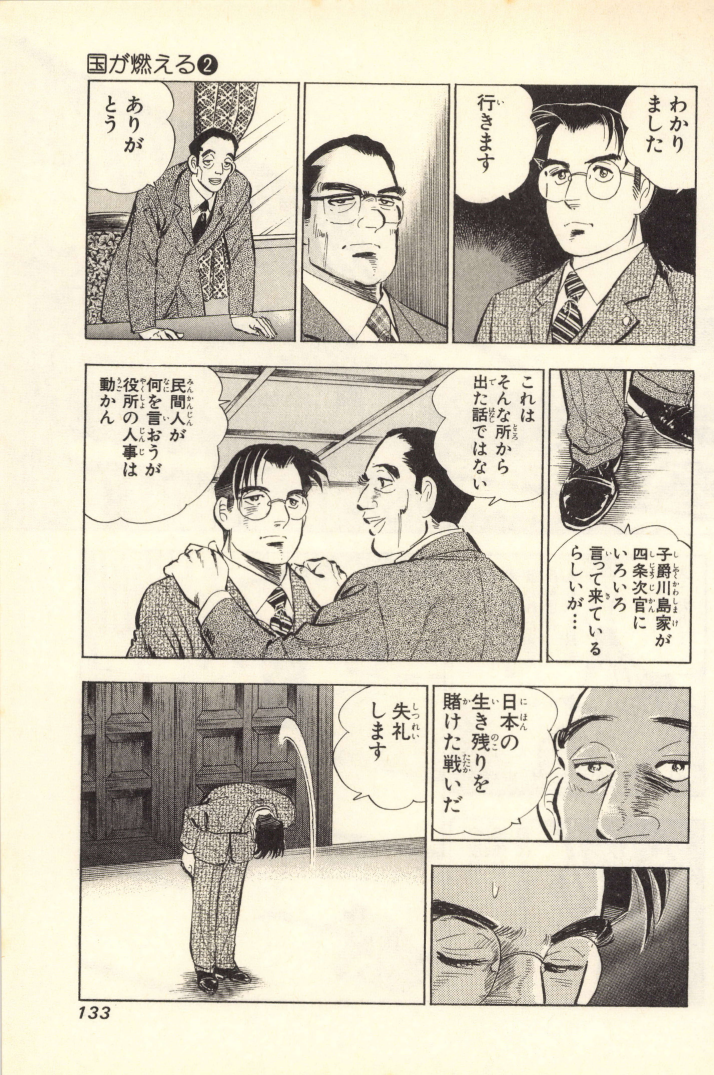 国が燃える❷
わかり
ました
行きます
ありが
とう
子爵川島家が
四条次官に
いろいろ
言って来ている
らしいが…
これは
そんな所から
出た話ではない
民間人が
何を言おうが
役所の人事は
動かん
日本の
生き残りを
賭けた戦いだ
失礼
します
133